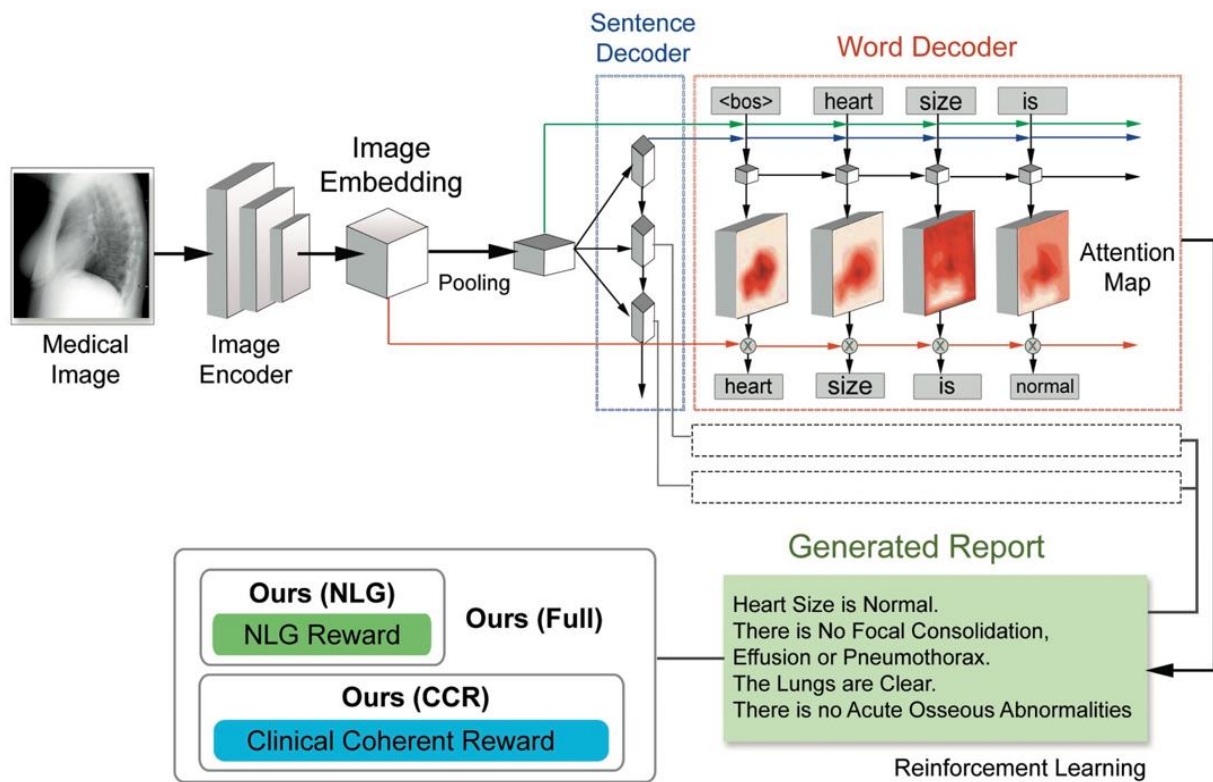 Sentence
Decoder
Word Decoder
<bos>
heart
size
is
Image
Embedding
Pooling
Attention
Map
Medical
Image
Image
Encoder
X
X
X
X
heart
size
is
normal
Generated Report
Heart Size is Normal.
There is No Focal Consolidation,
Effusion or Pneumothorax.
The Lungs are Clear.
There is no Acute Osseous Abnormalities
Ours (NLG)
NLG Reward
Ours (Full)
Ours (CCR)
Clinical Coherent Reward
Reinforcement Learning